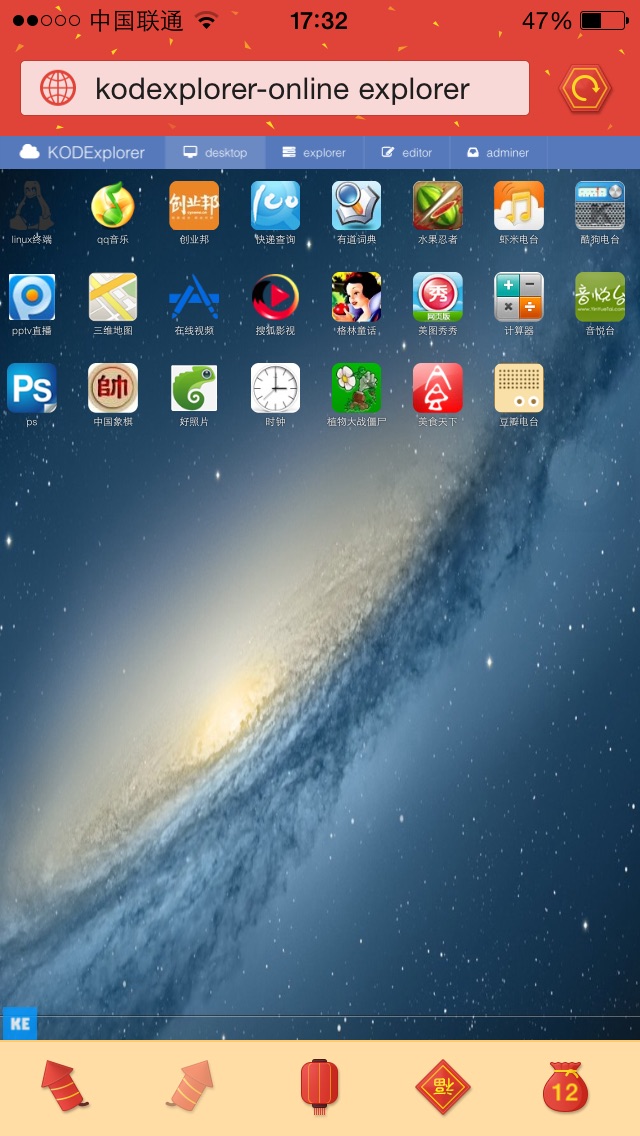 中国联通 17:32 47%
kodexplorer-online explorer
KODExplorer desktop explorer editor adminer
创业邦
linux终端 qq音乐 创业邦 快递查询 有道词典 水果忍者 虾米电台 酷狗电台
秀 音悦台
网页版
pptv直播 三维地图 在线视频 搜狐影视 格林童话 美图秀秀 计算器 音悦台
Ps 帥
ps 中国象棋 好照片 时钟 植物大战僵尸 美食天下 豆瓣电台
KE
福 12